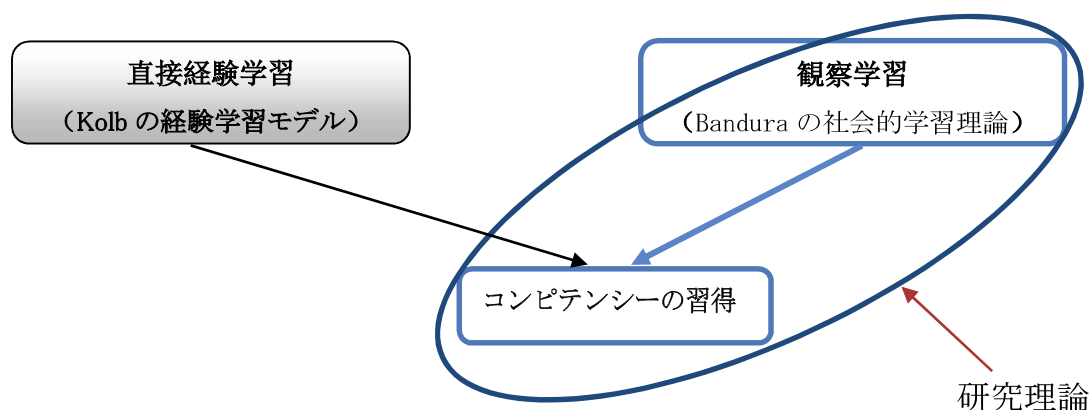 直接経験学習
（Kolb の経験学習モデル）
観察学習
（Bandura の社会的学習理論）
コンピテンシーの習得
研究理論